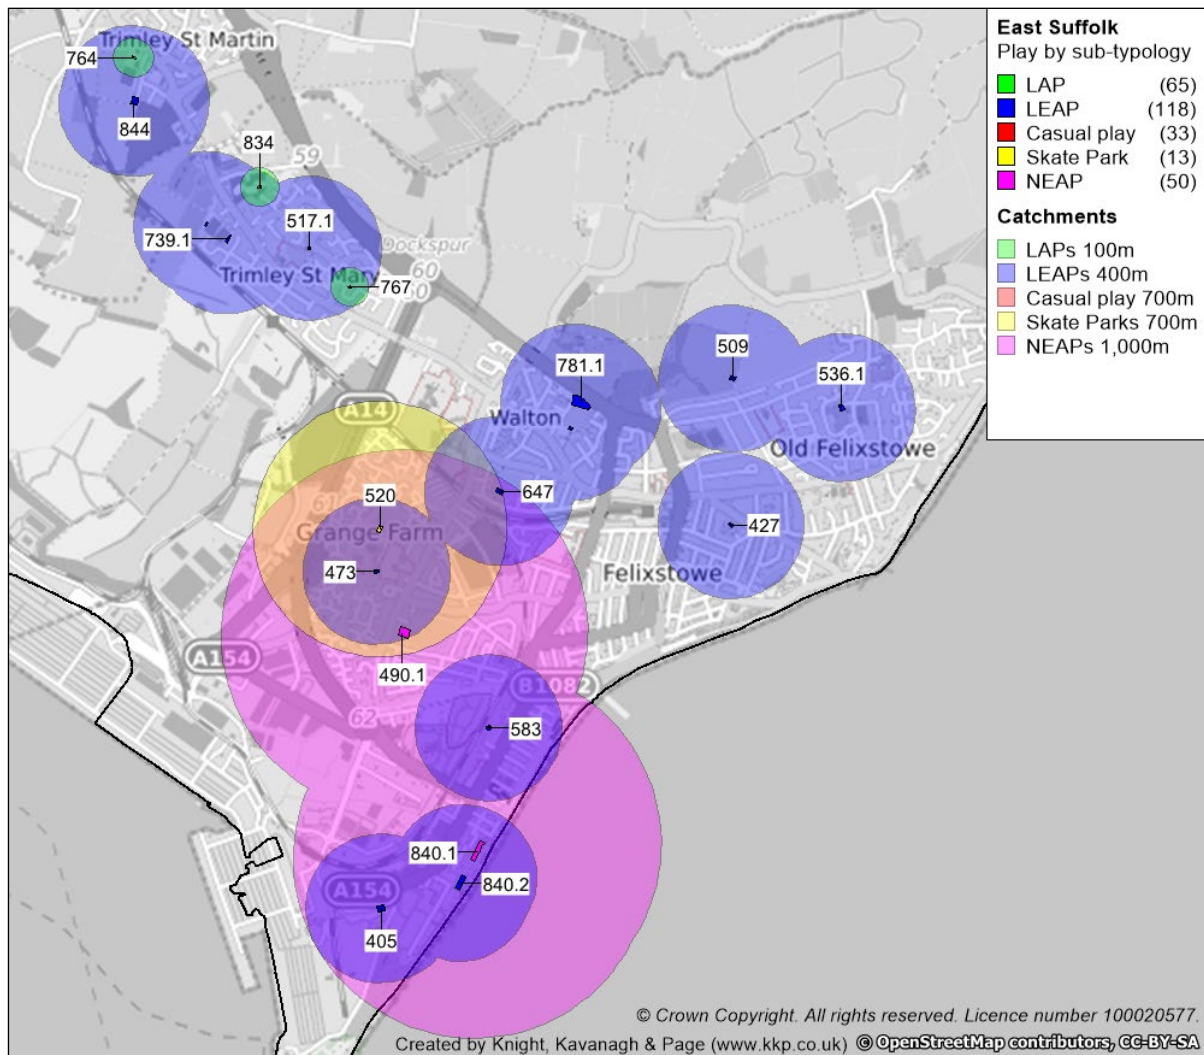 East Suffolk
Play by sub-typology
LAP (65)
LEAP (118)
Casual play (33)
Skate Park (13)
NEAP (50)
Catchments
LAPs 100m
LEAPs 400m
Casual play 700m
Skate Parks 700m
NEAPs 1,000m
Trimley St Martin
764
844
834
59
517.1
739.1
Dockspur
Trimley St Mary
60
767
60
509
781.1
536.1
A14
Walton
Old Felixstowe
61
520
647
Grange Farm
427
473
Felixstowe
A154
490.1
B1082
62
583
840.1
A154
840.2
405
© Crown Copyright. All rights reserved. Licence number 100020577.
Created by Knight, Kavanagh & Page (www.kkp.co.uk) © OpenStreetMap contributors, CC-BY-SA